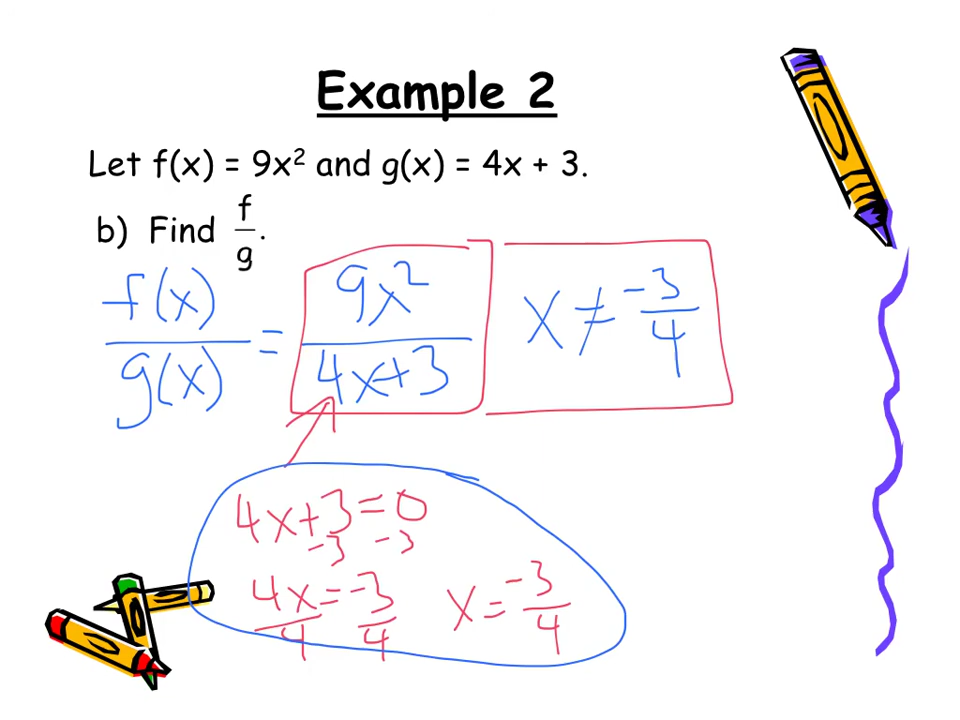 Example 2
Let f(x) = 9x² and g(x) = 4x + 3.
b) Find f/g.
f(x)/g(x) = 9x²/4x+3 x ≠ -3/4
4x+3=0
-3 -3
4x/4 = -3/4 x = -3/4